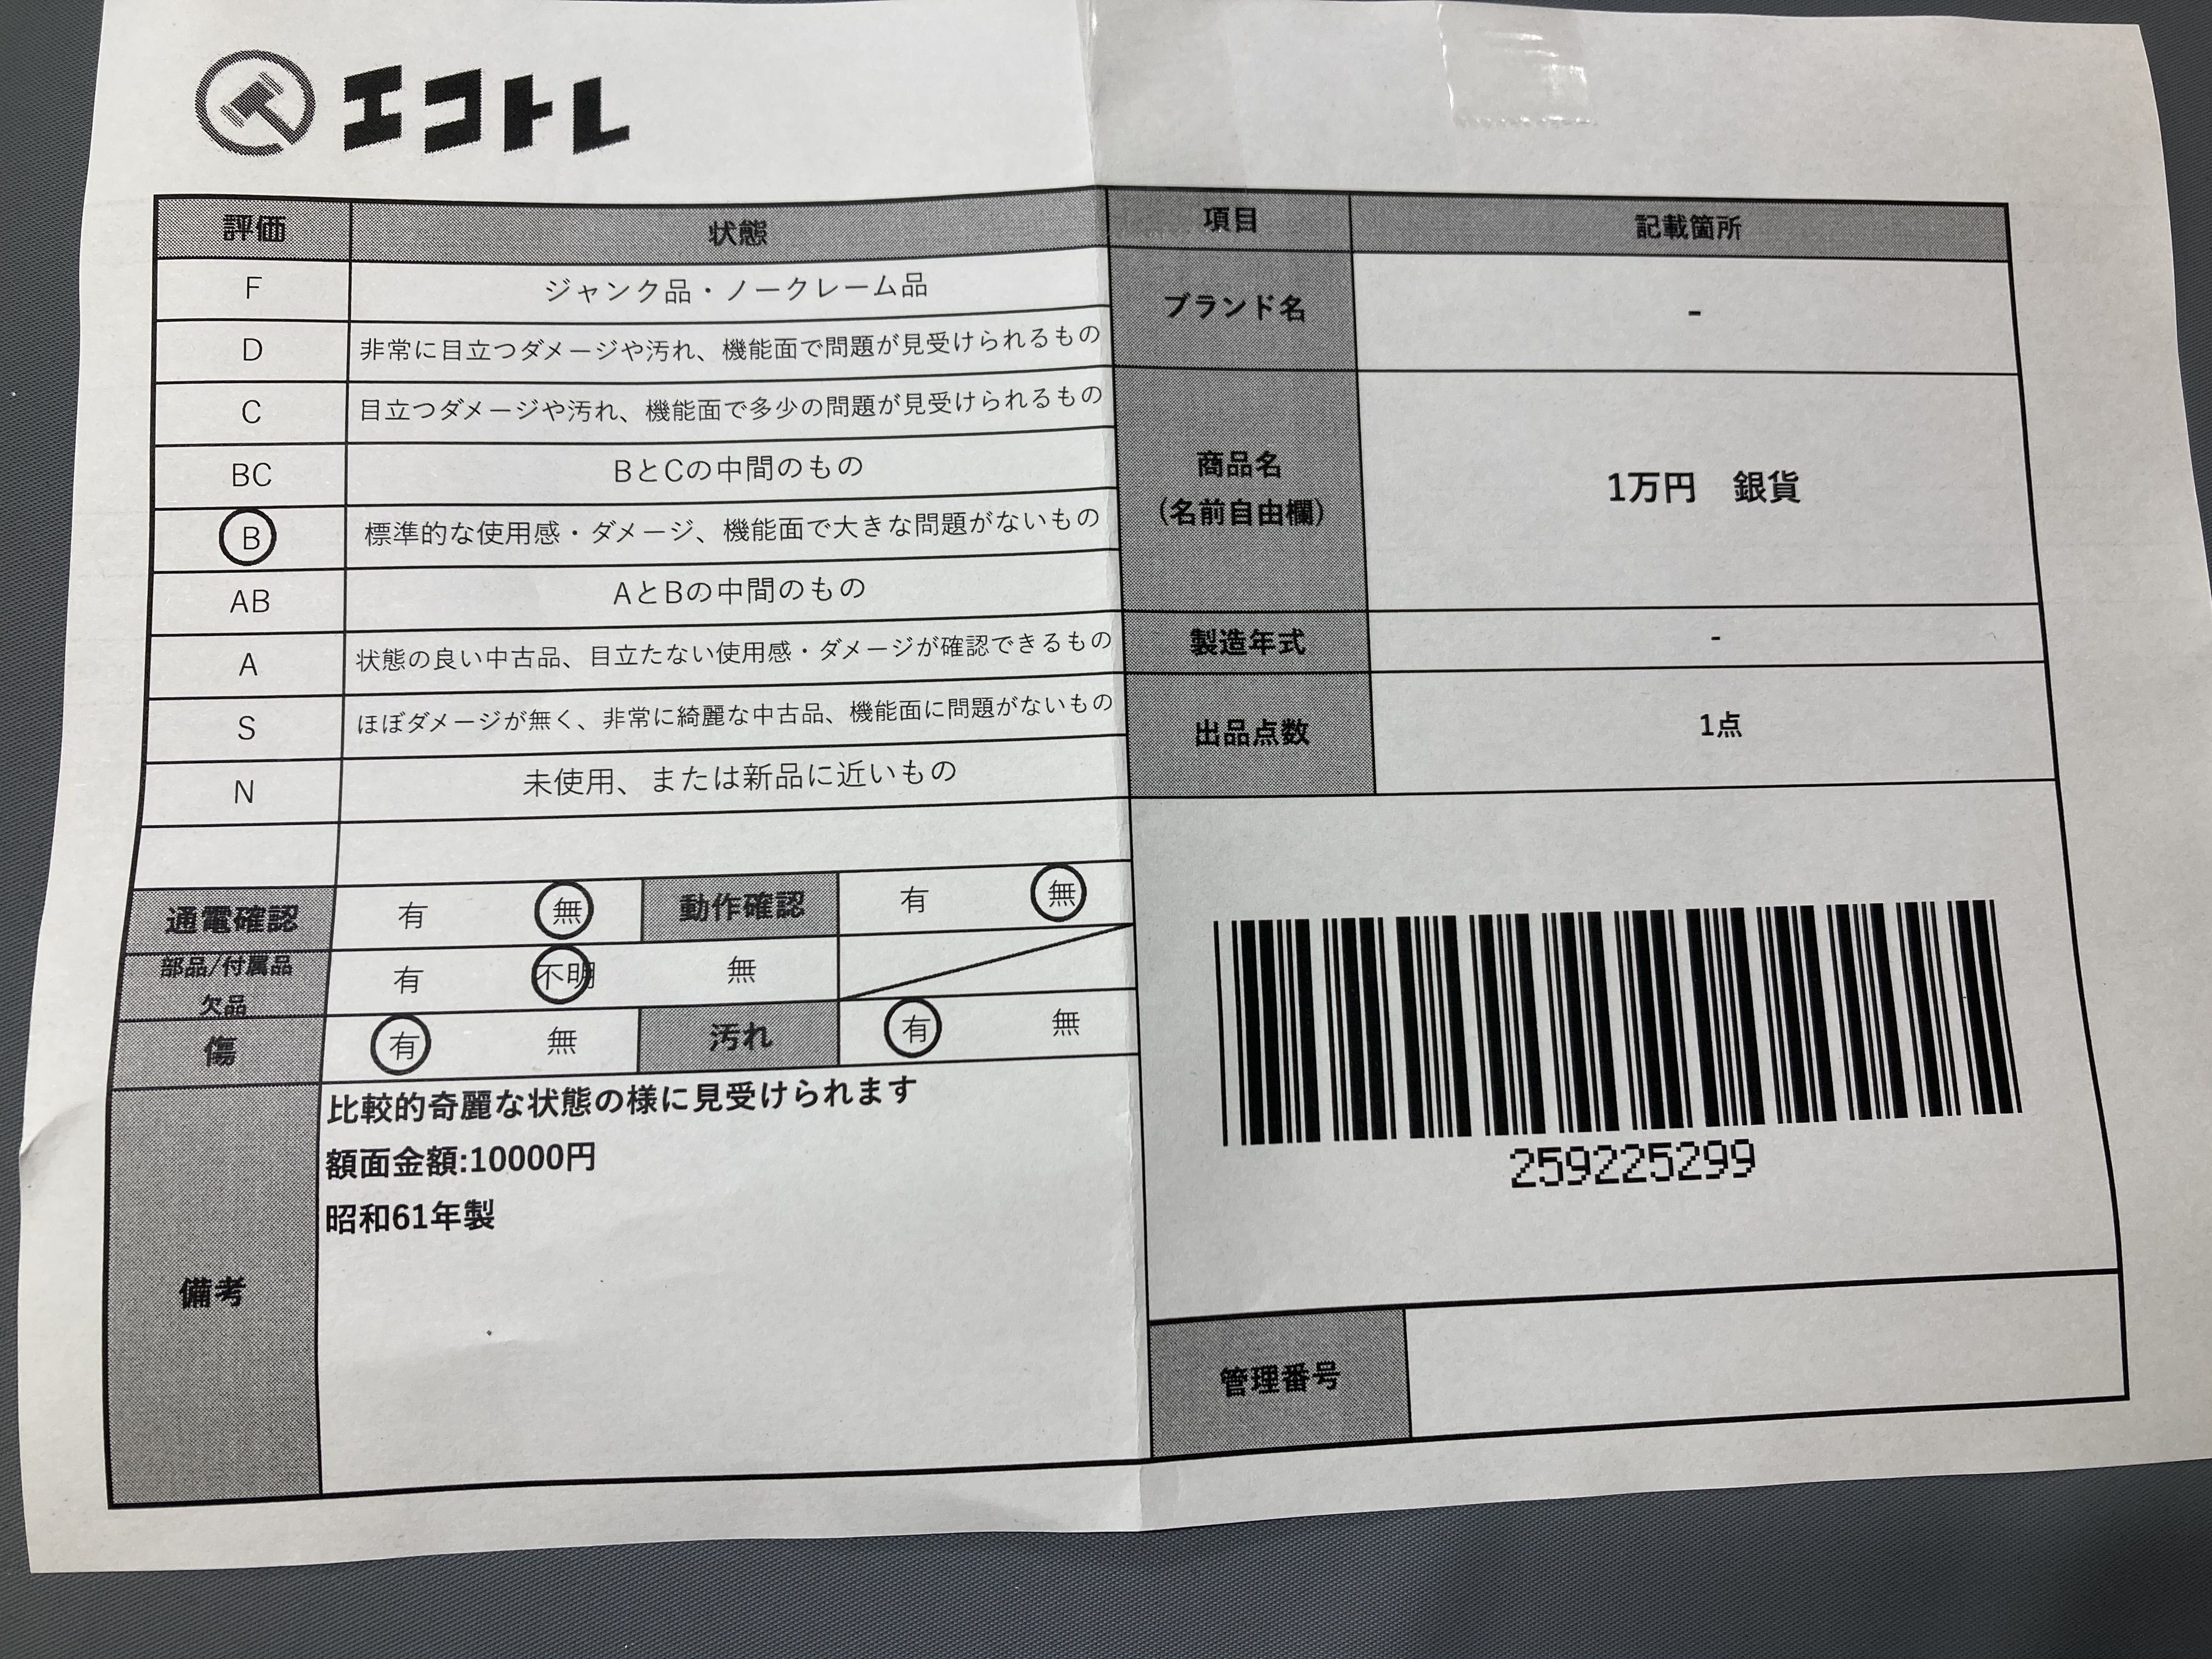 エコトレ
評価 状態
F ジャンク品・ノークレーム品
D 非常に目立つダメージや汚れ、機能面で問題が見受けられるもの
C 目立つダメージや汚れ、機能面で多少の問題が見受けられるもの
BC BとCの中間のもの
B 標準的な使用感・ダメージ、機能面で大きな問題がないもの
AB AとBの中間のもの
A 状態の良い中古品、目立たない使用感・ダメージが確認できるもの
S ほぼダメージが無く、非常に綺麗な中古品、機能面に問題がないもの
N 未使用、または新品に近いもの
通電確認 有 無 動作確認 有 無
部品/付属品
欠品 有 不明 無
傷 有 無 汚れ 有 無
備考
比較的奇麗な状態の様に見受けられます
額面金額:10000円
昭和61年製
項目 記載箇所
ブランド名 -
商品名
(名前自由欄)
1万円 銀貨
製造年式 -
出品点数 1点
259225299
管理番号